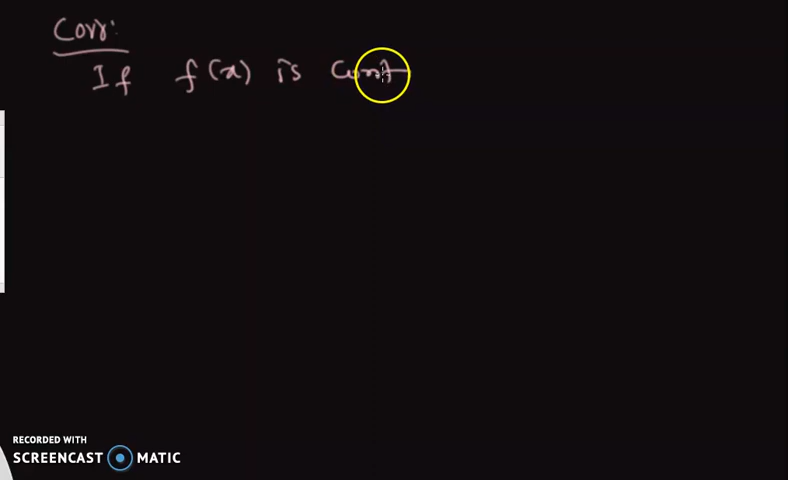 Corr:
If f(x) is cont
RECORDED WITH
SCREENCAST MATIC